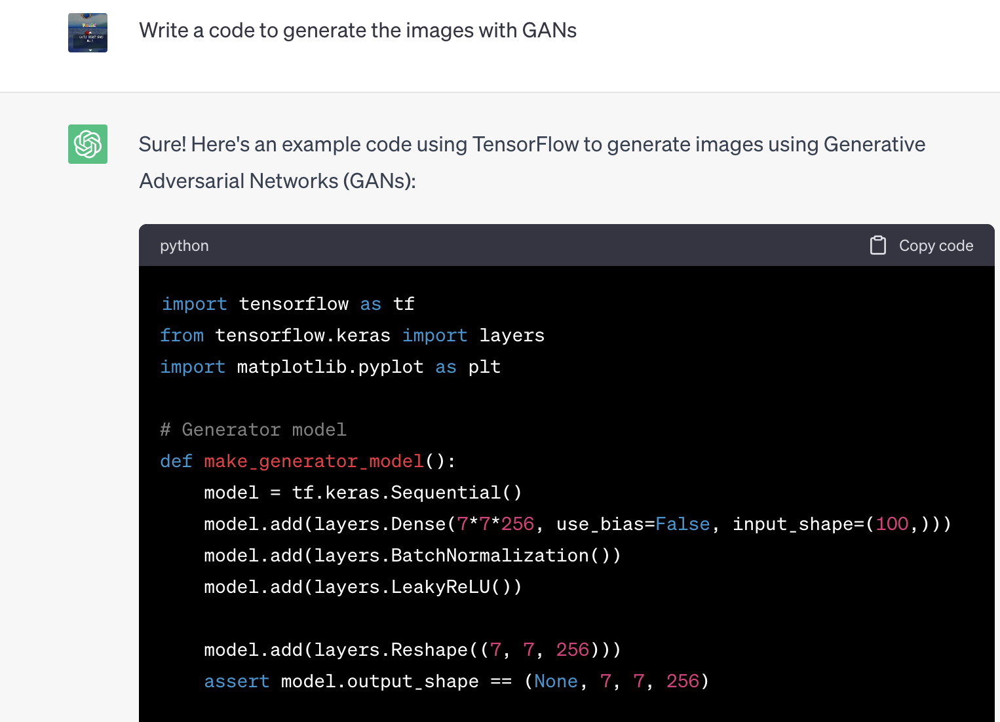 Write a code to generate the images with GANs
Sure! Here's an example code using TensorFlow to generate images using Generative
Adversarial Networks (GANs):
python
Copy code
import tensorflow as tf
from tensorflow.keras import layers
import matplotlib.pyplot as plt
# Generator model
def make_generator_model():
    model = tf.keras.Sequential()
    model.add(layers.Dense(7*7*256, use_bias=False, input_shape=(100,)))
    model.add(layers.BatchNormalization())
    model.add(layers.LeakyReLU())
    model.add(layers.Reshape((7, 7, 256)))
    assert model.output_shape == (None, 7, 7, 256)